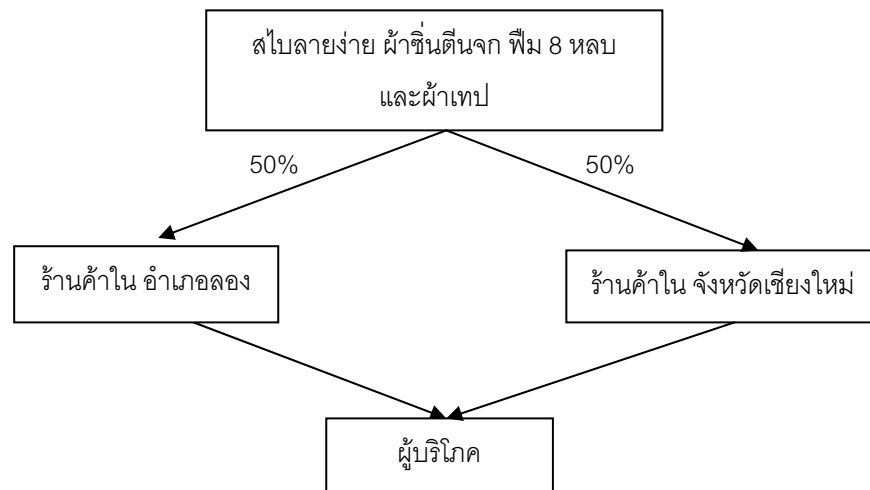 สไบลายง่าย ผ้าซิ่นตีนจก ฟืม 8 หลบ
และผ้าเทป
50%
50%
ร้านค้าใน อำเภอลอง
ร้านค้าใน จังหวัดเชียงใหม่
ผู้บริโภค